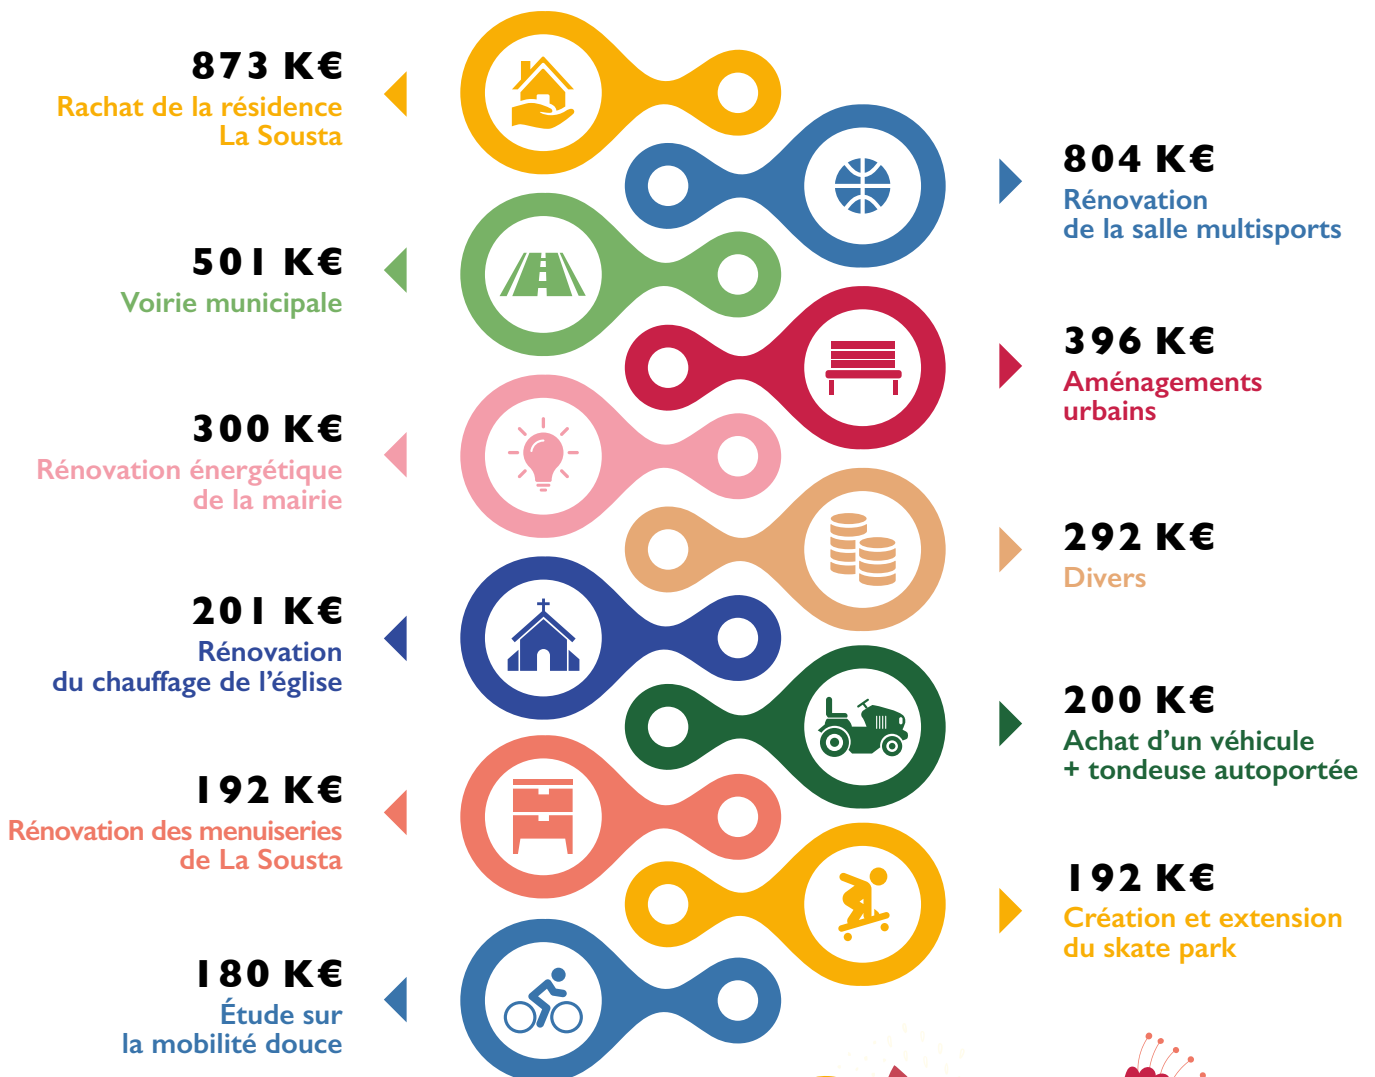 873 K€
Rachat de la résidence
La Sousta
804 K€
Rénovation
de la salle multisports
501 K€
Voirie municipale
396 K€
Aménagements
urbains
300 K€
Rénovation énergétique
de la mairie
292 K€
Divers
201 K€
Rénovation
du chauffage de l’église
200 K€
Achat d’un véhicule
+ tondeuse autoportée
192 K€
Rénovation des menuiseries
de La Sousta
192 K€
Création et extension
du skate park
180 K€
Étude sur
la mobilité douce